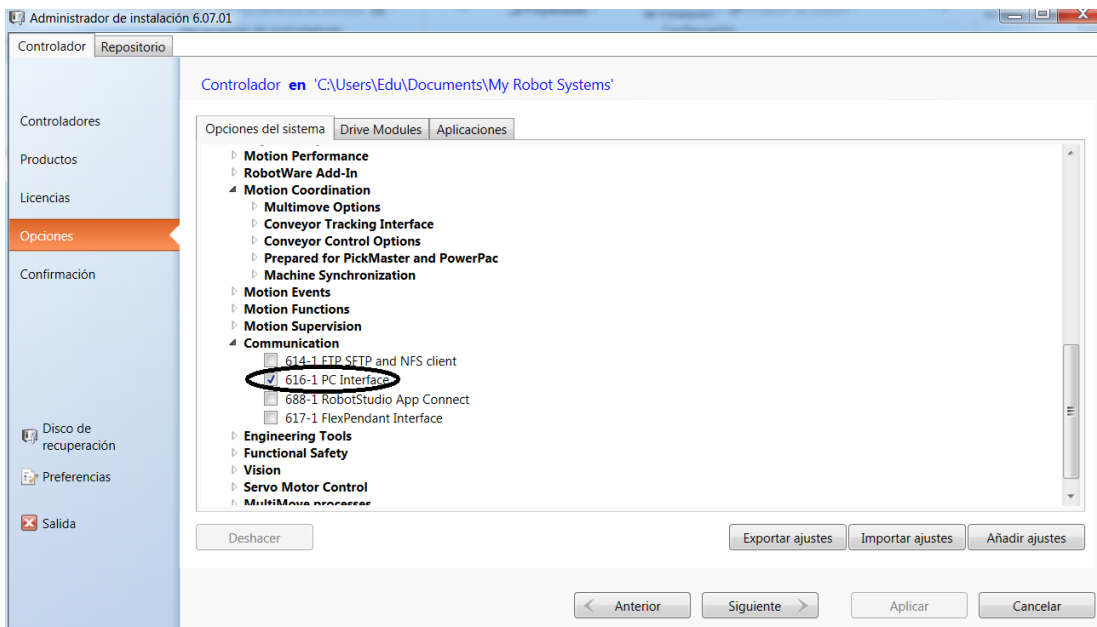 Administrador de instalación 6.07.01
Controlador Repositorio
Controlador en 'C:\Users\Edu\Documents\My Robot Systems'
Controladores
Productos
Licencias
Opciones
Confirmación
Disco de
recuperación
Preferencias
Salida
Opciones del sistema Drive Modules Aplicaciones
Motion Performance
RobotWare Add-In
Motion Coordination
Multimove Options
Conveyor Tracking Interface
Conveyor Control Options
Prepared for PickMaster and PowerPac
Machine Synchronization
Motion Events
Motion Functions
Motion Supervision
Communication
614-1 FTP SFTP and NFS client
616-1 PC Interface
688-1 RobotStudio App Connect
617-1 FlexPendant Interface
Engineering Tools
Functional Safety
Vision
Servo Motor Control
MultiMove processes
Deshacer Exportar ajustes Importar ajustes Añadir ajustes
Anterior Siguiente Aplicar Cancelar